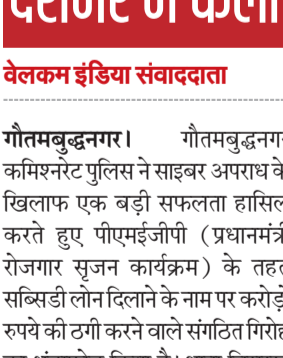 वेलकम इंडिया संवाददाता
गौतमबुद्धनगर। गौतमबुद्धनगर
कमिश्नरेट पुलिस ने साइबर अपराध के
खिलाफ एक बड़ी सफलता हासिल
करते हुए पीएमईजीपी (प्रधानमंत्री
रोजगार सृजन कार्यक्रम) के तहत
सब्सिडी लोन दिलाने के नाम पर करोड़ों
रुपये की ठगी करने वाले संगठित गिरोह